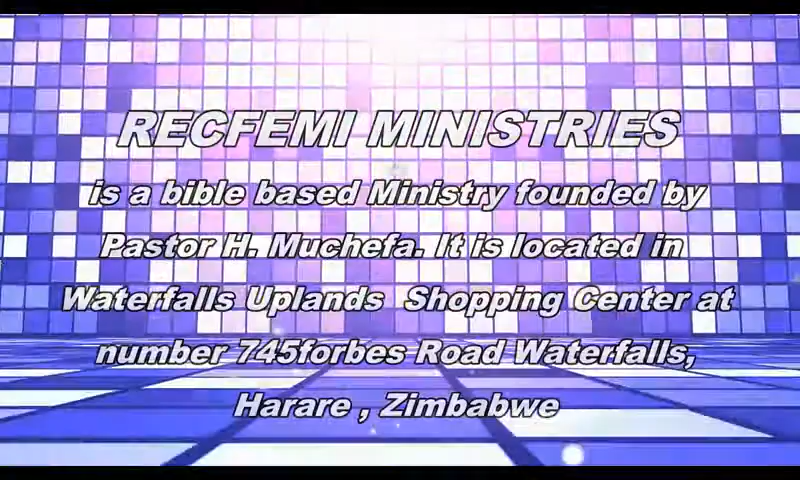 RECFEMI MINISTRIES
is a bible based Ministry founded by
Pastor H. Muchefa. It is located in
Waterfalls Uplands  Shopping Center at
number 745forbes Road Waterfalls,
Harare , Zimbabwe